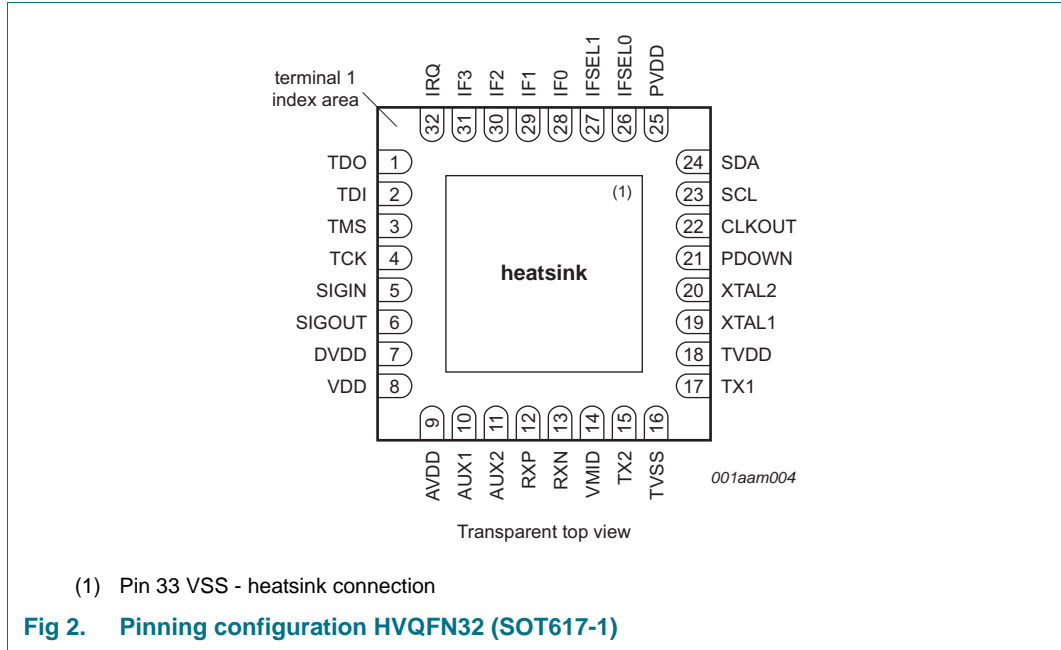 terminal 1
index area
IRQ
IF3
IF2
IF1
IF0
IFSEL1
IFSEL0
PVDD
32 31 30 29 28 27 26 25
TDO 1
TDI 2
TMS 3
TCK 4
SIGIN 5
SIGOUT 6
DVDD 7
VDD 8
(1)
heatsink
24 SDA
23 SCL
22 CLKOUT
21 PDOWN
20 XTAL2
19 XTAL1
18 TVDD
17 TX1
9 10 11 12 13 14 15 16
AVDD
AUX1
AUX2
RXP
RXN
VMID
TX2
TVSS
001aam004
Transparent top view
(1) Pin 33 VSS - heatsink connection
Fig 2. Pinning configuration HVQFN32 (SOT617-1)